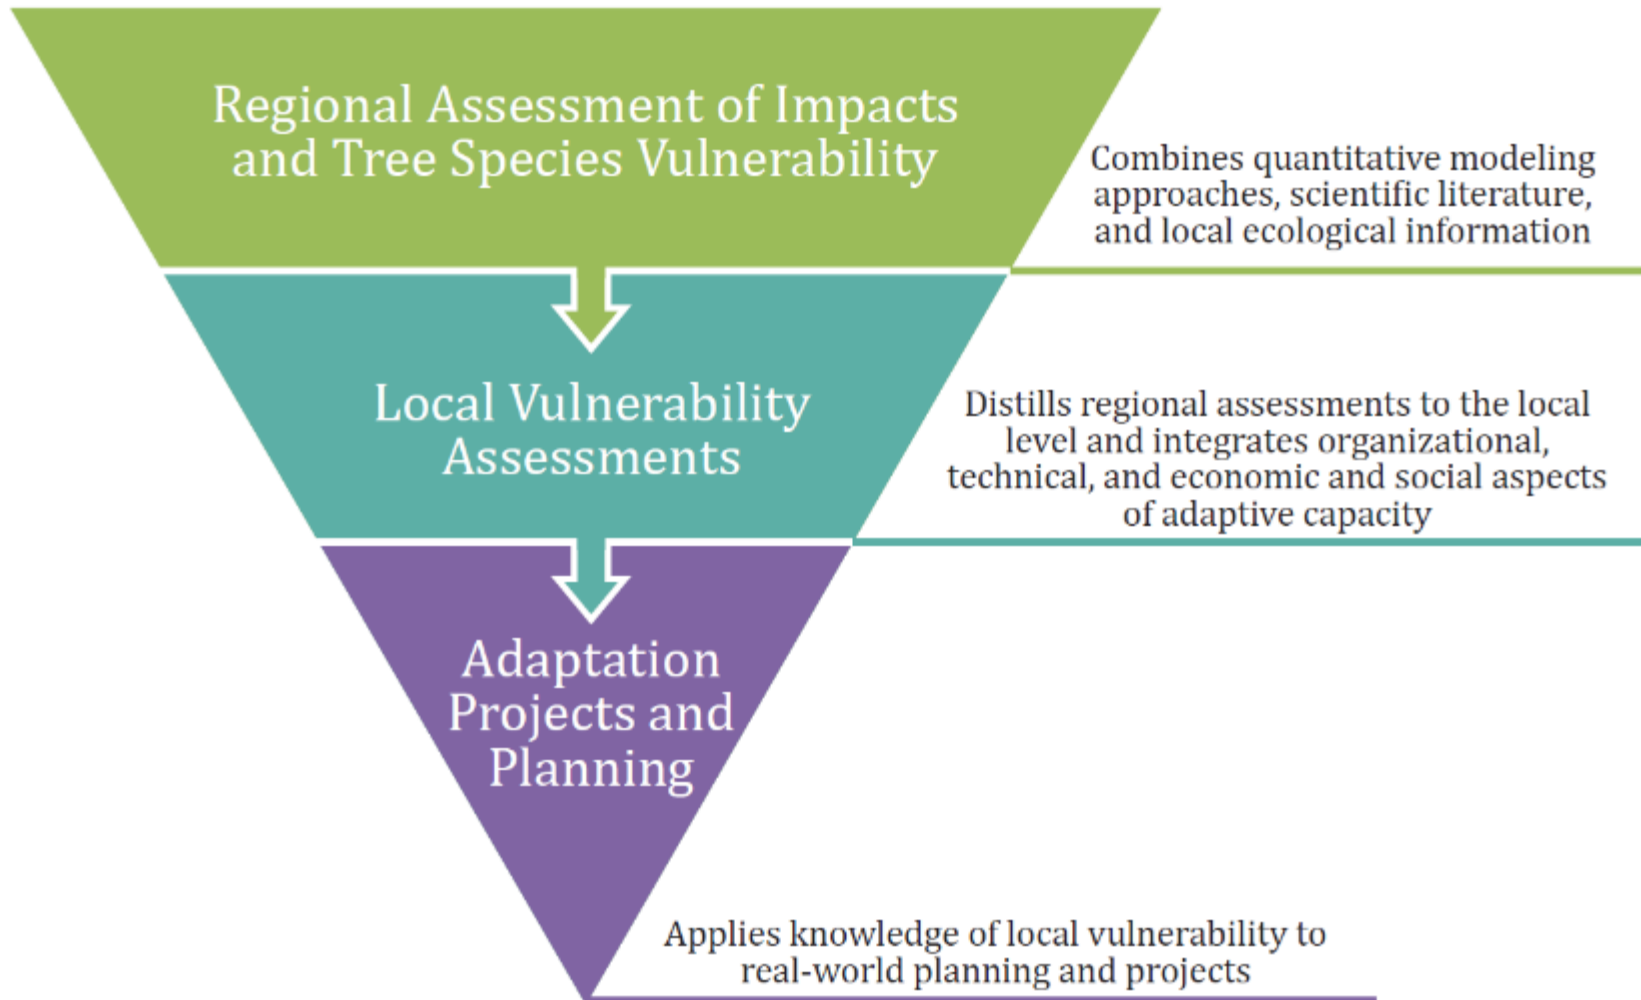 Regional Assessment of Impacts
and Tree Species Vulnerability
Combines quantitative modeling
approaches, scientific literature,
and local ecological information
Local Vulnerability
Assessments
Distills regional assessments to the local
level and integrates organizational,
technical, and economic and social aspects
of adaptive capacity
Adaptation
Projects and
Planning
Applies knowledge of local vulnerability to
real-world planning and projects